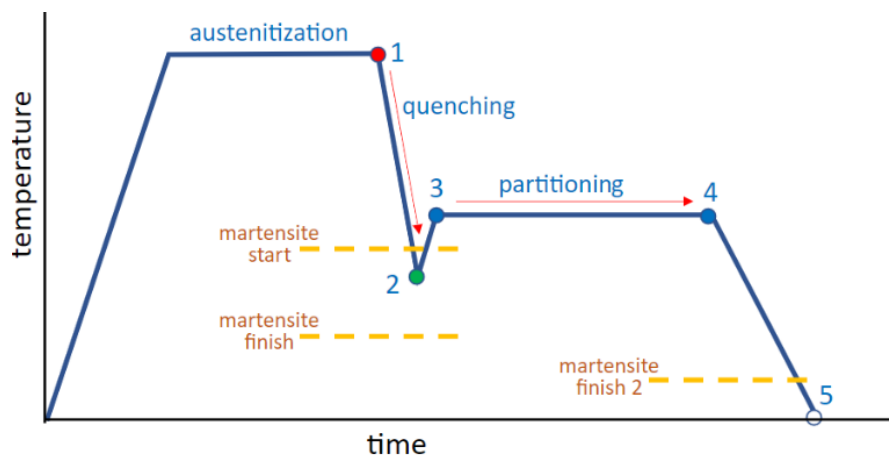 austenitization
1
quenching
temperature
3
partitioning
4
martensite
start
2
martensite
finish
martensite
finish 2
5
time